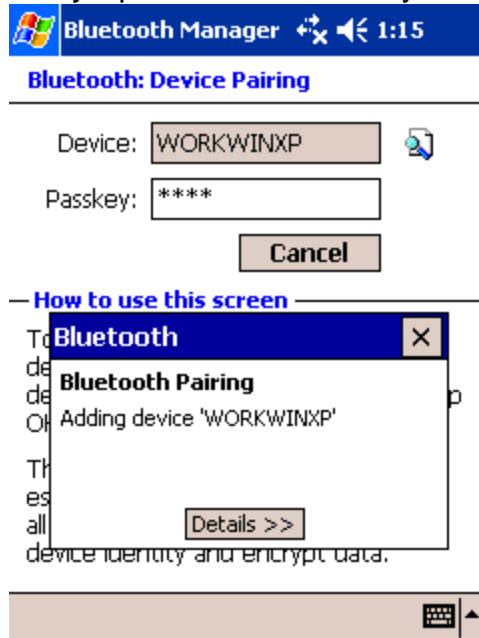 Bluetooth Manager 1:15
Bluetooth: Device Pairing
Device: WORKWINXP
Passkey: ****
Cancel
How to use this screen
Bluetooth
Bluetooth Pairing
Adding device 'WORKWINXP'
Details >>
device identity and encrypt data.